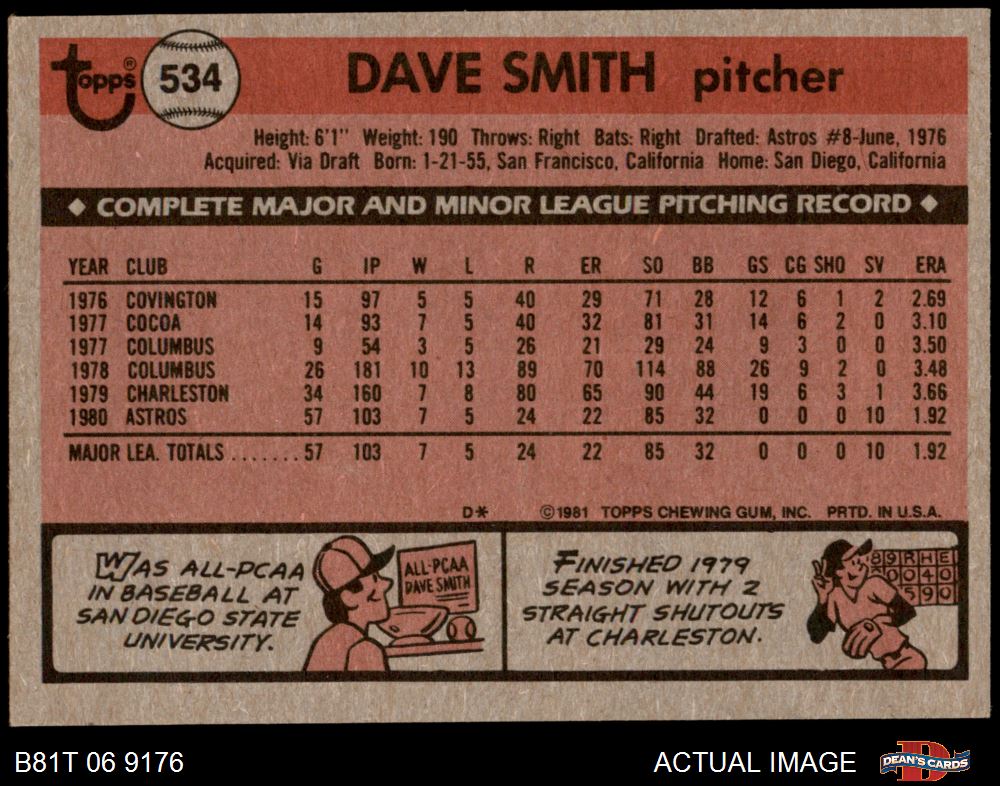 topps®
534
DAVE SMITH pitcher
Height: 6'1" Weight: 190 Throws: Right Bats: Right Drafted: Astros #8-June, 1976
Acquired: Via Draft Born: 1-21-55, San Francisco, California Home: San Diego, California
◆ COMPLETE MAJOR AND MINOR LEAGUE PITCHING RECORD ◆
YEAR CLUB G IP W L R ER SO BB GS CG SHO SV ERA
1976 COVINGTON 15 97 5 5 40 29 71 28 12 6 1 2 2.69
1977 COCOA 14 93 7 5 40 32 81 31 14 6 2 0 3.10
1977 COLUMBUS 9 54 3 5 26 21 29 24 9 3 0 0 3.50
1978 COLUMBUS 26 181 10 13 89 70 114 88 26 9 2 0 3.48
1979 CHARLESTON 34 160 7 8 80 65 90 44 19 6 3 1 3.66
1980 ASTROS 57 103 7 5 24 22 85 32 0 0 0 10 1.92
MAJOR LEA. TOTALS.......57 103 7 5 24 22 85 32 0 0 0 10 1.92
D* ©1981 TOPPS CHEWING GUM, INC. PRTD. IN U.S.A.
WAS ALL-PCAA
IN BASEBALL AT
SAN DIEGO STATE
UNIVERSITY.
ALL-PCAA
DAVE SMITH
FINISHED 1979
SEASON WITH 2
STRAIGHT SHUTOUTS
AT CHARLESTON.
8 9 R H E
0 0 4 0
5 9 0
B81T 06 9176
ACTUAL IMAGE
D
DEAN'S CARDS